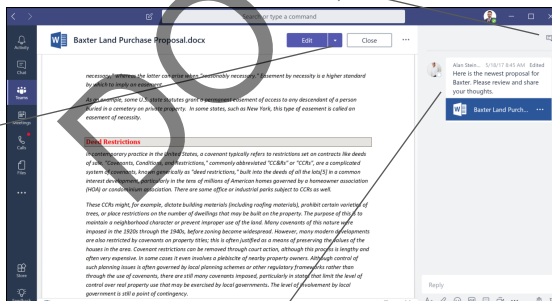 Search or type a command
Baxter Land Purchase Proposal.docx
Edit
Close
Activity
Chat
Teams
Meetings
Calls
Files
Store
Feedback
necessary," whereas the latter can arise when "reasonably necessary." Easement by necessity is a higher standard
by which to imply an easement.
As an example, some U.S. state statutes grant a permanent easement of access to any descendant of a person
buried in a cemetery on private property. In some states, such as New York, this type of easement is called an
easement of necessity.
Deed Restrictions
In contemporary practice in the United States, a covenant typically refers to restrictions set on contracts like deeds
of sale. "Covenants, Conditions, and Restrictions," commonly abbreviated "CC&Rs" or "CCRs", are a complicated
system of covenants, known generically as "deed restrictions," built into the deeds of all the lots[5] in a common
interest development, particularly in the tens of millions of American homes governed by a homeowner association
(HOA) or condominium association. There are some office or industrial parks subject to CCRs as well.
These CCRs might, for example, dictate building materials (including roofing materials), prohibit certain varieties of
trees, or place restrictions on the number of dwellings that may be built on the property. The purpose of this is to
maintain a neighborhood character or prevent improper use of the land. Many covenants of this nature were
imposed in the 1920s through the 1940s, before zoning became widespread. However, many modern developments
are also restricted by covenants on property titles; this is often justified as a means of preserving the values of the
houses in the area. Covenant restrictions can be removed through court action, although this process is lengthy and
often very expensive. In some cases it even involves a plebiscite of nearby property owners. Although control of
such planning issues is often governed by local planning schemes or other regulatory frameworks rather than
through the use of covenants, there are still many covenants imposed, particularly in states that limit the level of
control over real property use that may be exercised by local governments. The level of involvement by local
government is still a point of contingency.
Alan Stein... 5/18/17 9:45 AM Edited
Here is the newest proposal for
Baxter. Please review and share
your thoughts.
Baxter Land Purch...
Reply
DO